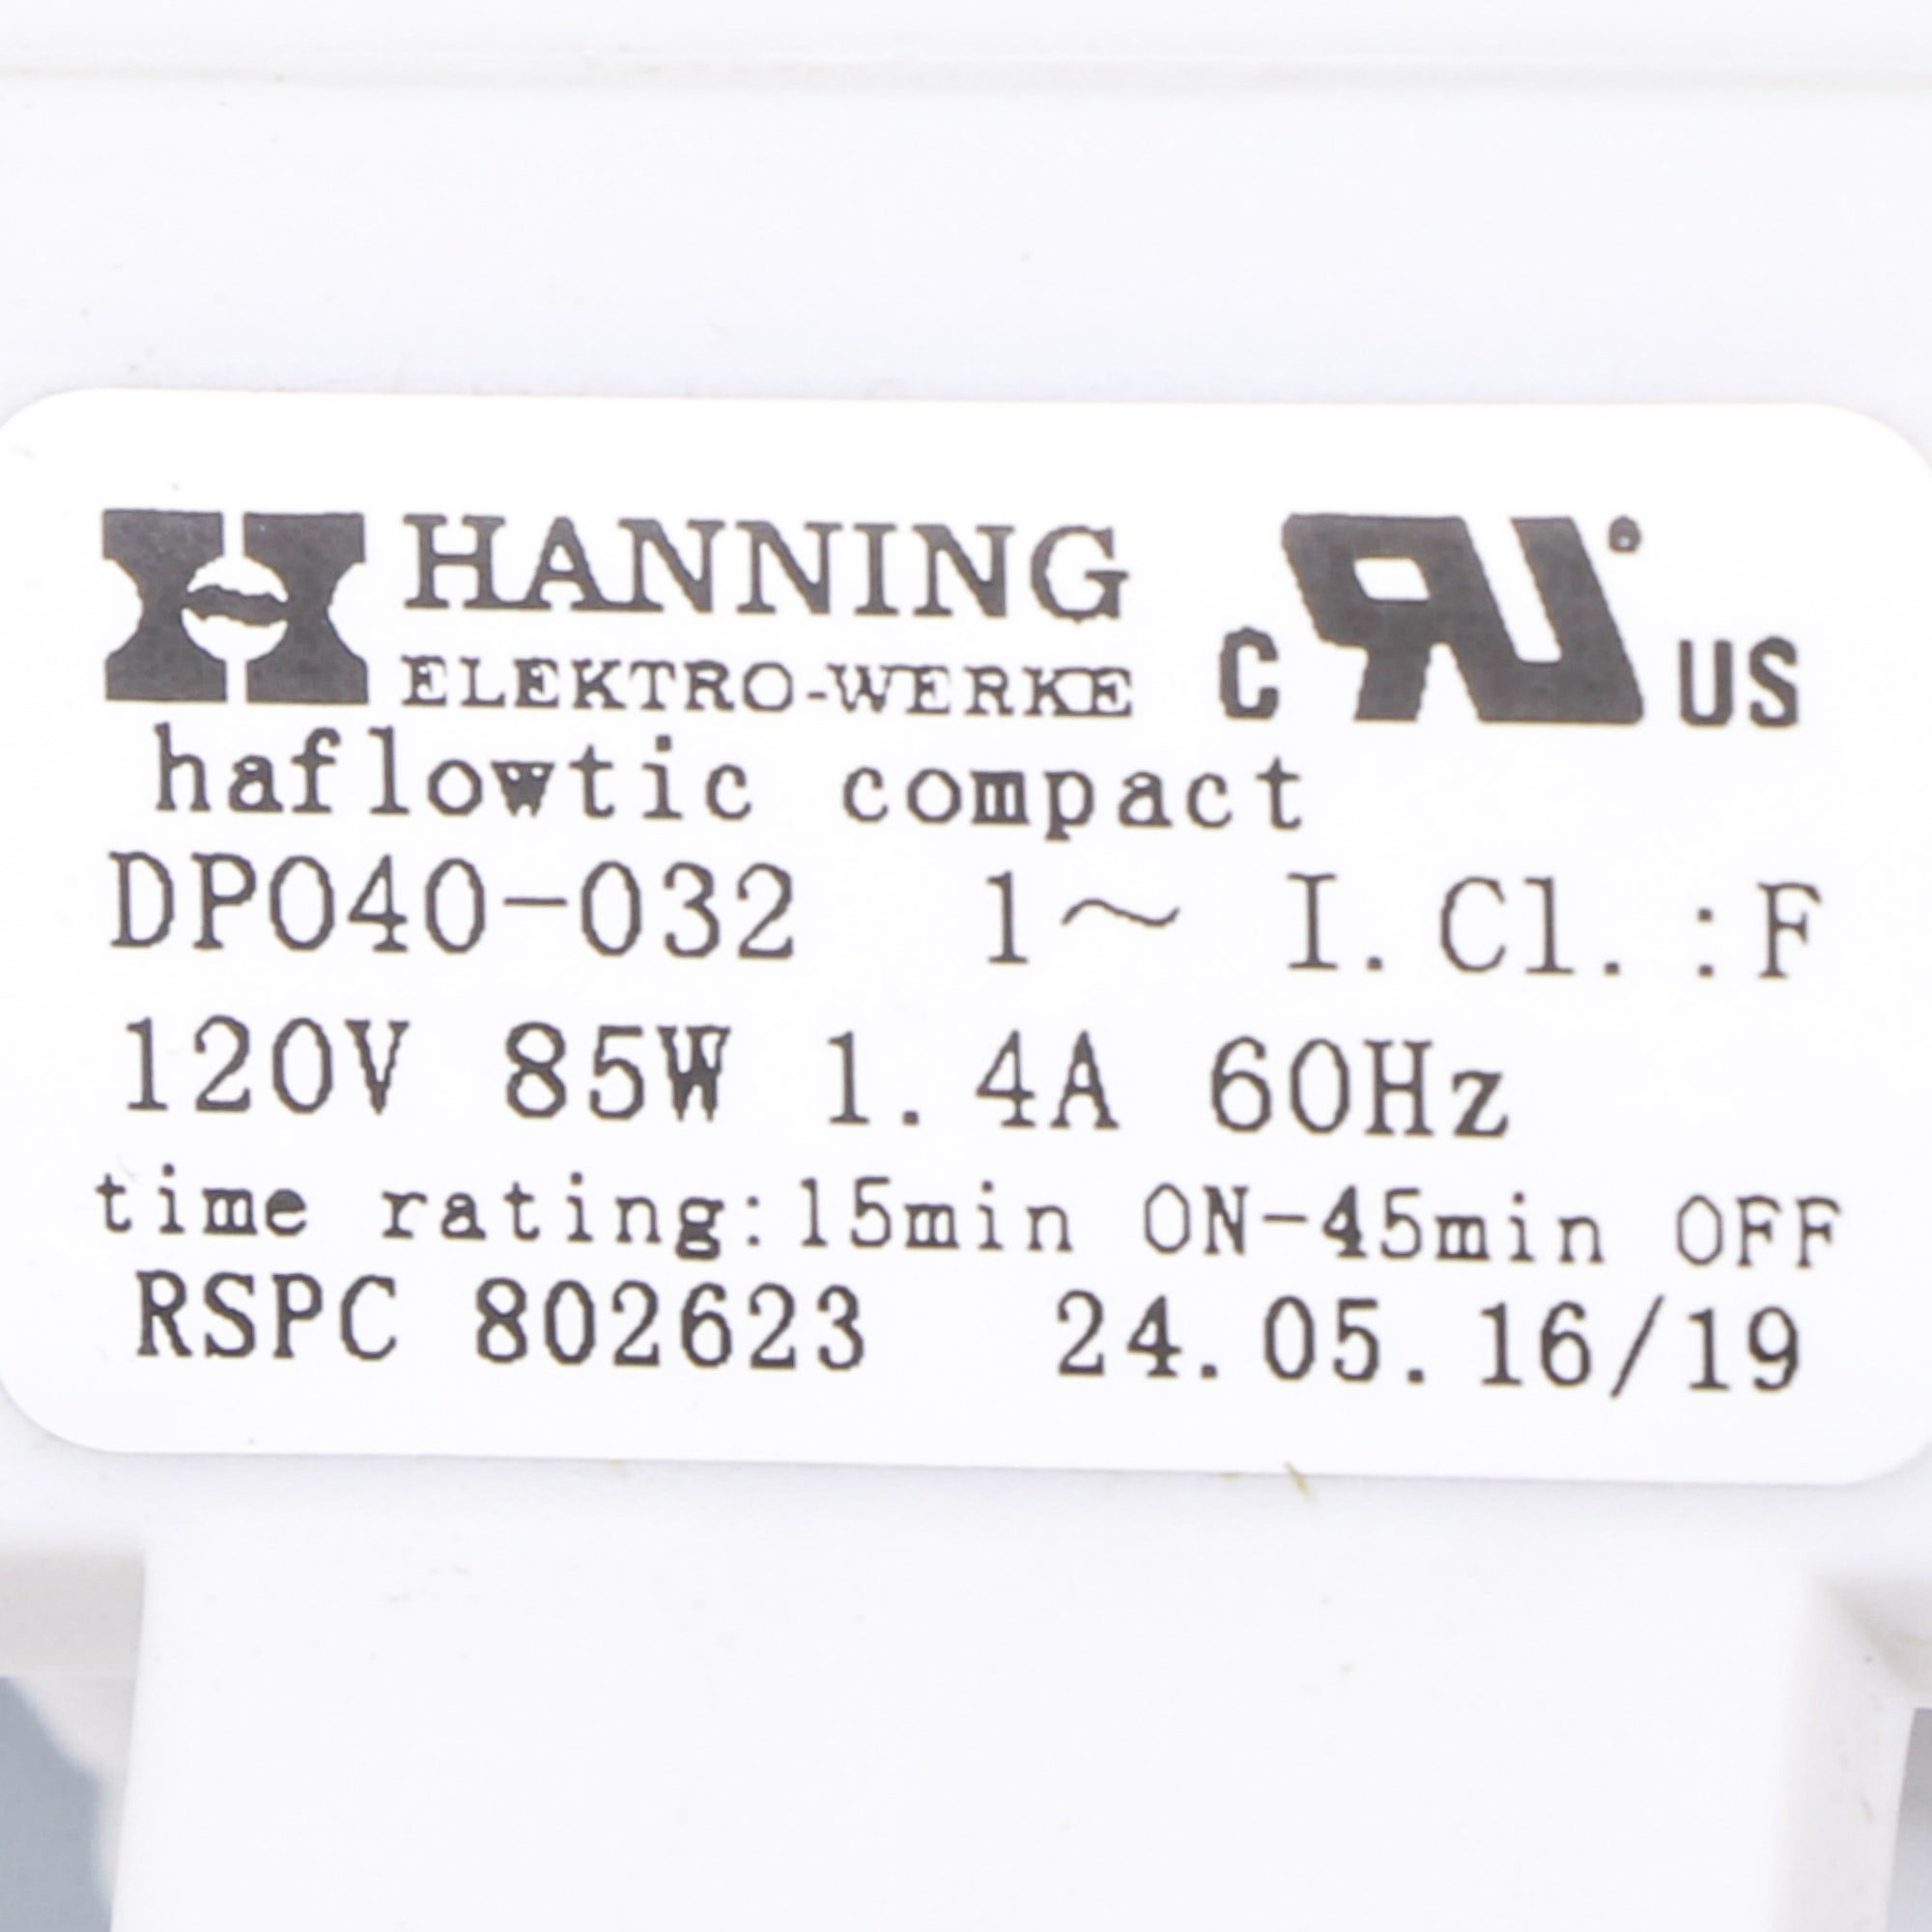 HANNING
ELEKTRO-WERKE
c RU® US
haflowtic compact
DP040-032 1~ I.Cl.:F
120V 85W 1.4A 60Hz
time rating:15min ON-45min OFF
RSPC 802623 24.05.16/19